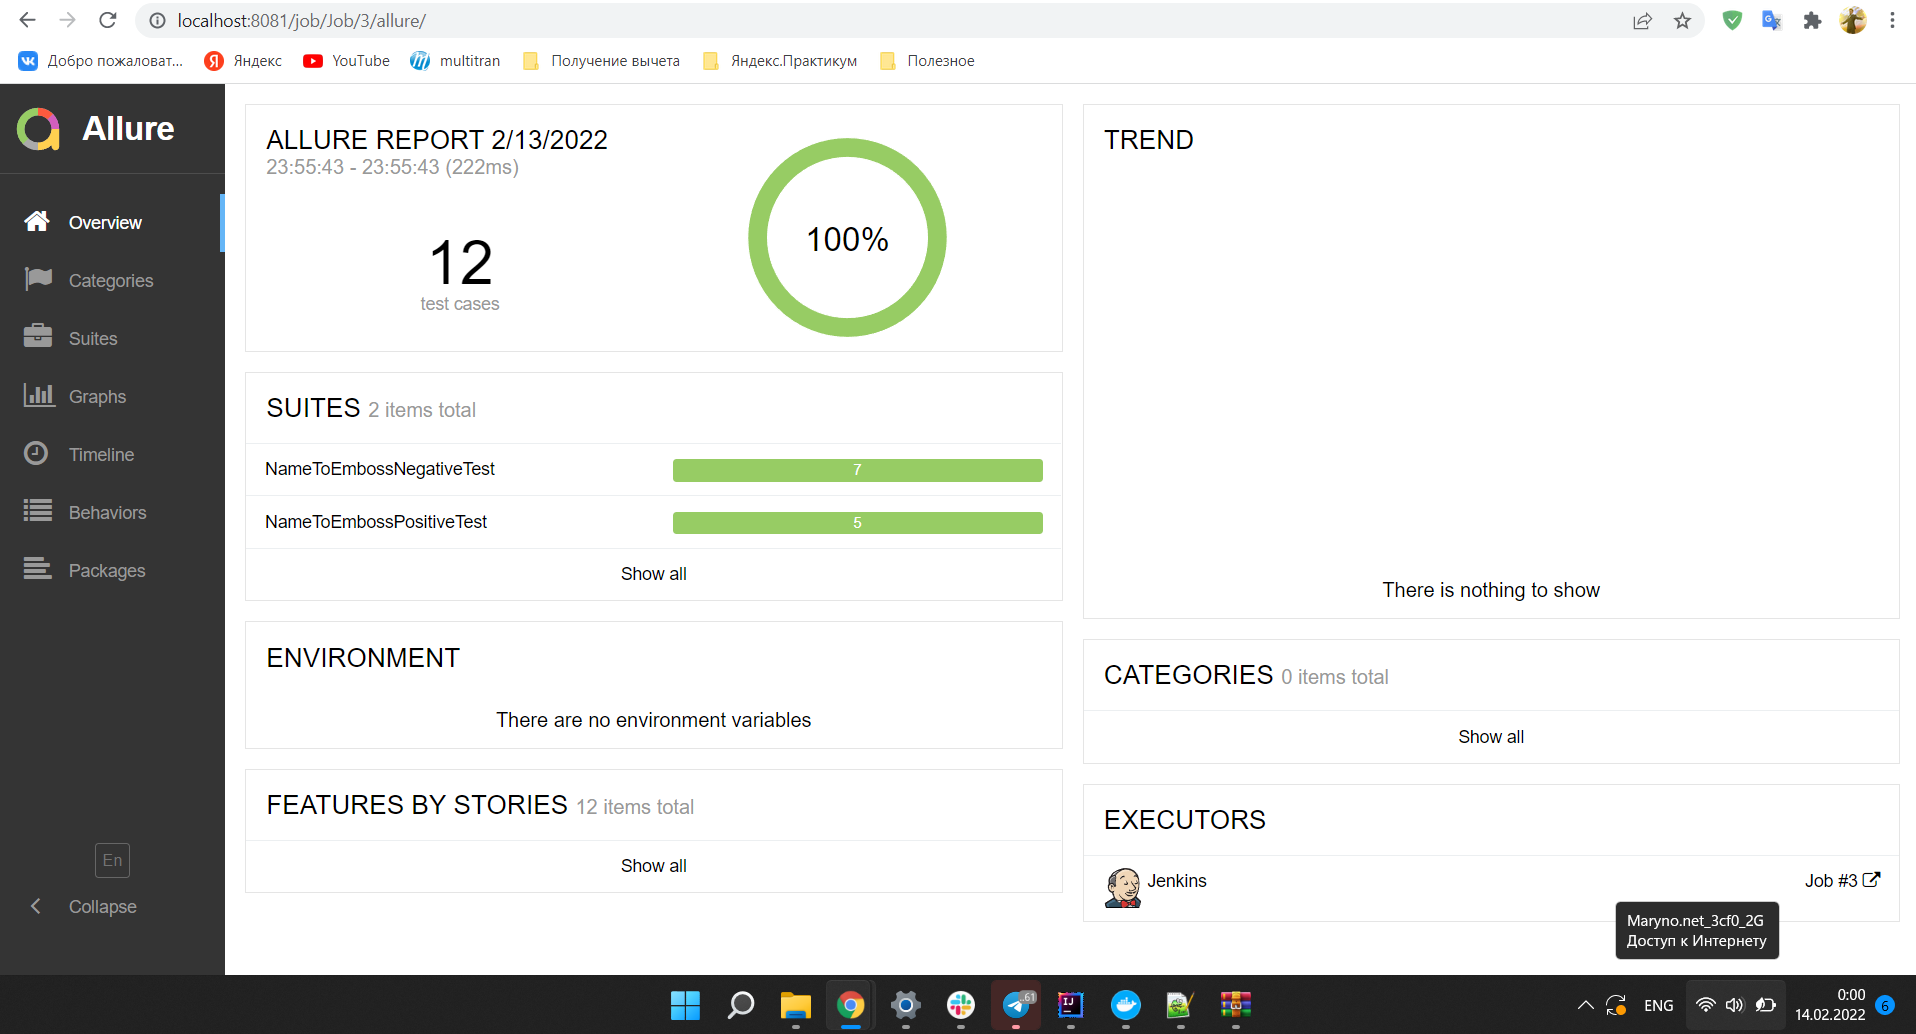 localhost:8081/job/Job/3/allure/
Добро пожаловат...
Яндекс
YouTube
multitran
Получение вычета
Яндекс.Практикум
Полезное
Allure
Overview
Categories
Suites
Graphs
Timeline
Behaviors
Packages
En
Collapse
ALLURE REPORT 2/13/2022
23:55:43 - 23:55:43 (222ms)
12
test cases
100%
SUITES 2 items total
NameToEmbossNegativeTest 7
NameToEmbossPositiveTest 5
Show all
ENVIRONMENT
There are no environment variables
FEATURES BY STORIES 12 items total
Show all
TREND
There is nothing to show
CATEGORIES 0 items total
Show all
EXECUTORS
Jenkins Job #3
Maryno.net_3cf0_2G
Доступ к Интернету
ENG
0:00
14.02.2022
6